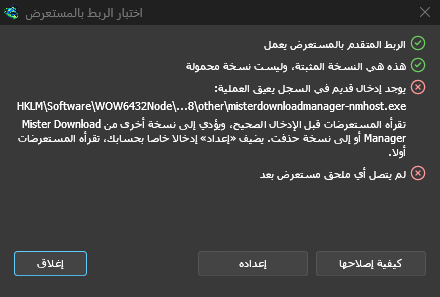 اختبار الربط بالمستعرض
الربط المتقدم بالمستعرض يعمل
هذه هي النسخة المثبتة، وليست نسخة محمولة
يوجد إدخال قديم في السجل يعيق العملية:
HKLM\Software\WOW6432Node\...8\other\misterdownloadmanager-nmhost.exe
تقرأه المستعرضات قبل الإدخال الصحيح، ويؤدي إلى نسخة أخرى من Mister Download
Manager أو إلى نسخة حذفت. يضيف «إعداد» إدخالا خاصا بحسابك، تقرأه المستعرضات
أولا.
لم يتصل أي ملحق مستعرض بعد
كيفية إصلاحها
إعداده
إغلاق